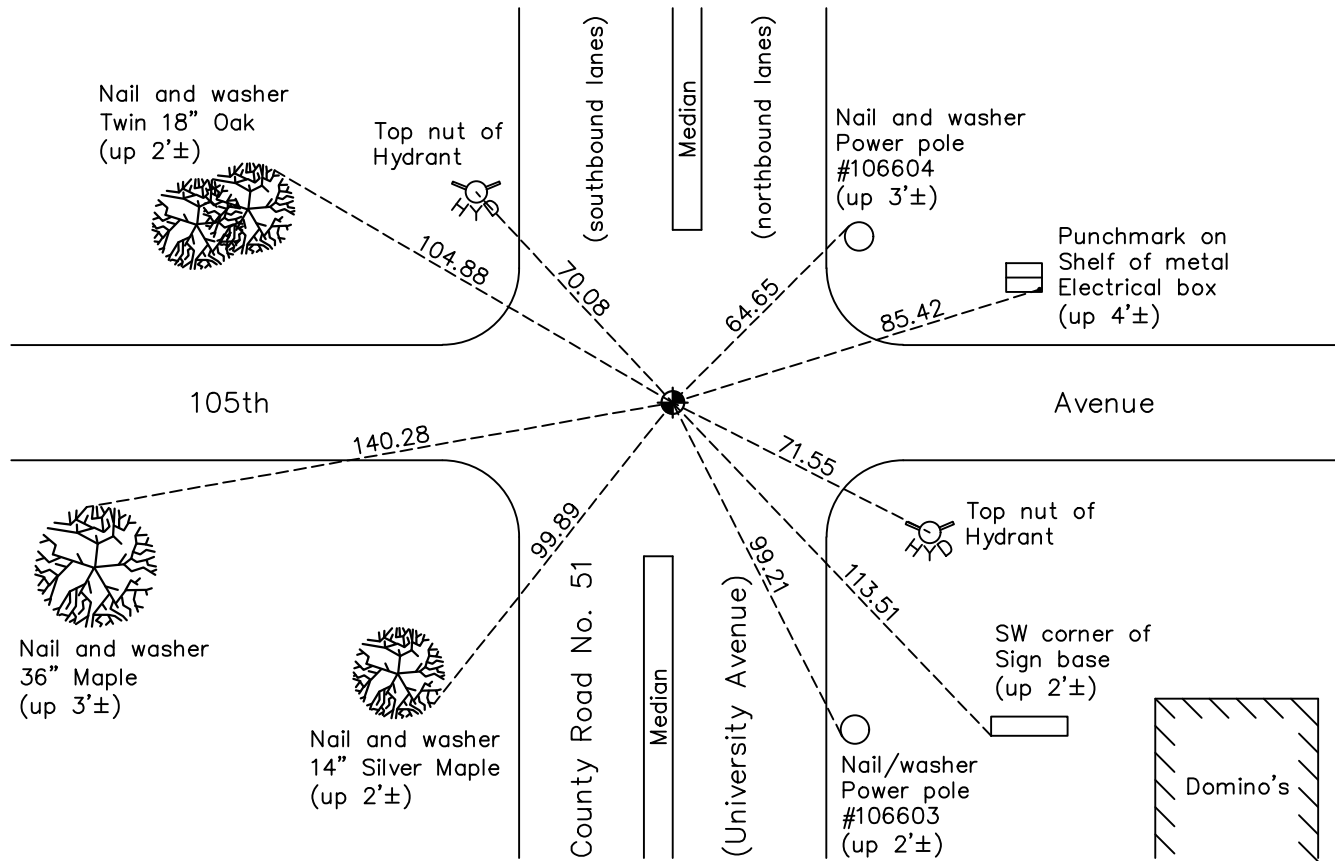 (southbound lanes)
Median
(northbound lanes)
Nail and washer
Twin 18" Oak
(up 2'±)
Top nut of
Hydrant
HYD
Nail and washer
Power pole
#106604
(up 3'±)
Punchmark on
Shelf of metal
Electrical box
(up 4'±)
104.88
70.08
64.65
85.42
105th
Avenue
140.28
71.55
99.89
99.21
113.51
Top nut of
Hydrant
HYD
Nail and washer
36" Maple
(up 3'±)
Nail and washer
14" Silver Maple
(up 2'±)
County Road No. 51
Median
(University Avenue)
SW corner of
Sign base
(up 2'±)
Nail/washer
Power pole
#106603
(up 2'±)
Domino's